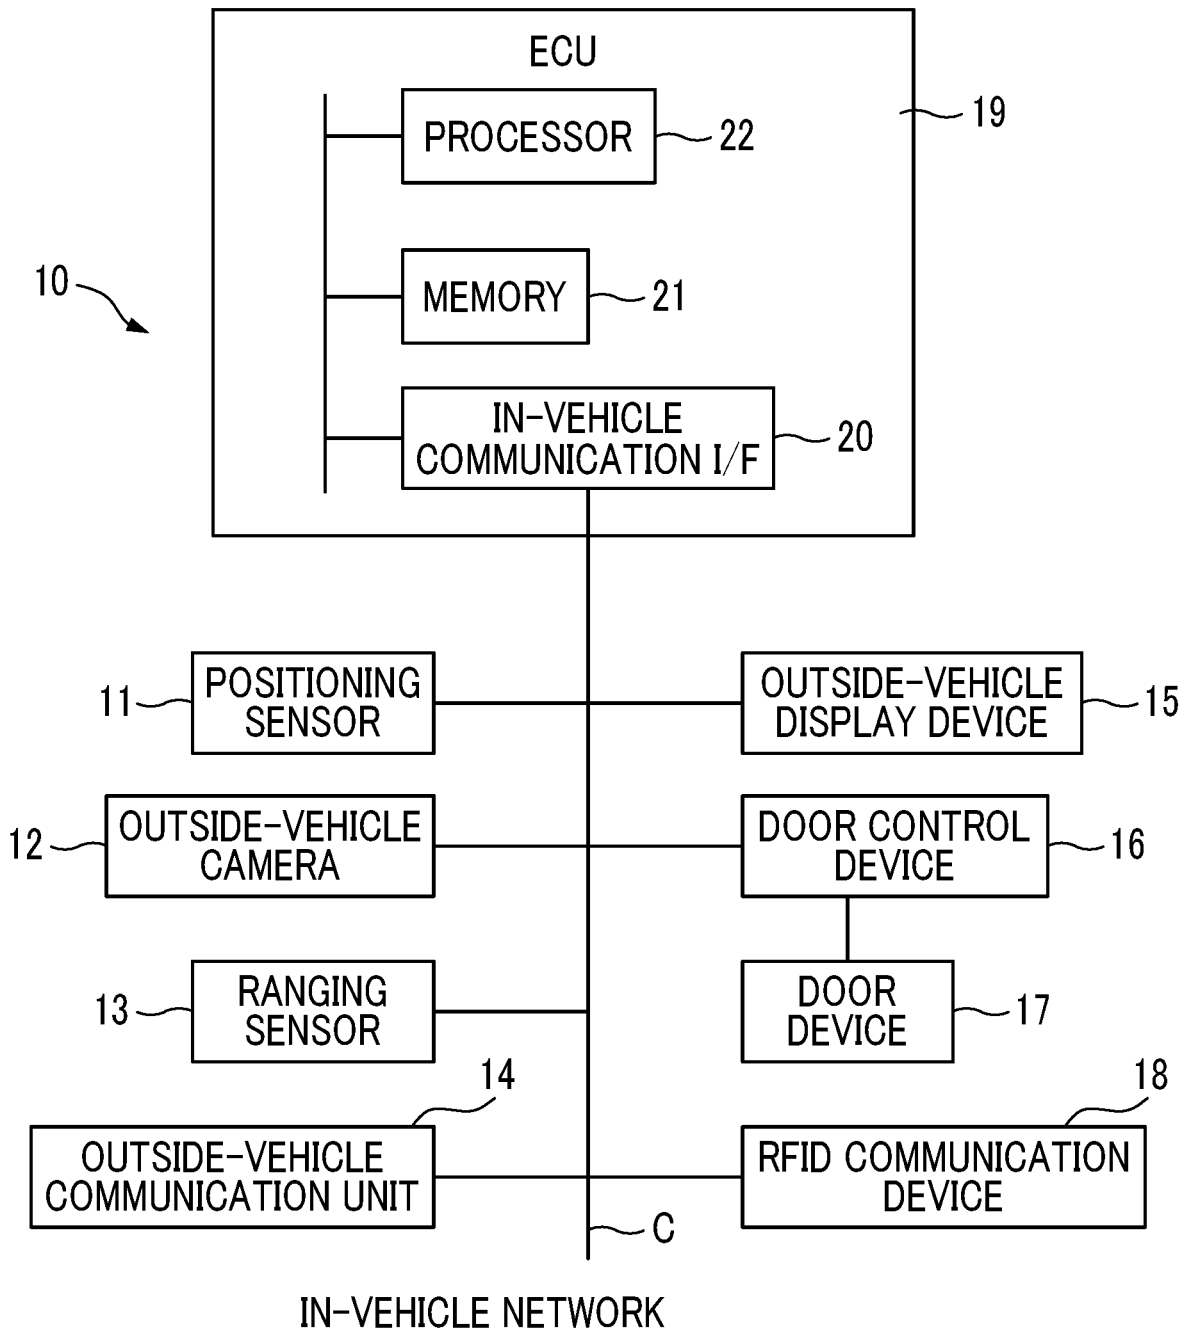 ECU
19
PROCESSOR
22
10
MEMORY
21
IN-VEHICLE
COMMUNICATION I/F
20
11
POSITIONING
SENSOR
OUTSIDE-VEHICLE
DISPLAY DEVICE
15
12
OUTSIDE-VEHICLE
CAMERA
DOOR CONTROL
DEVICE
16
13
RANGING
SENSOR
DOOR
DEVICE
17
14
OUTSIDE-VEHICLE
COMMUNICATION UNIT
18
RFID COMMUNICATION
DEVICE
C
IN-VEHICLE NETWORK